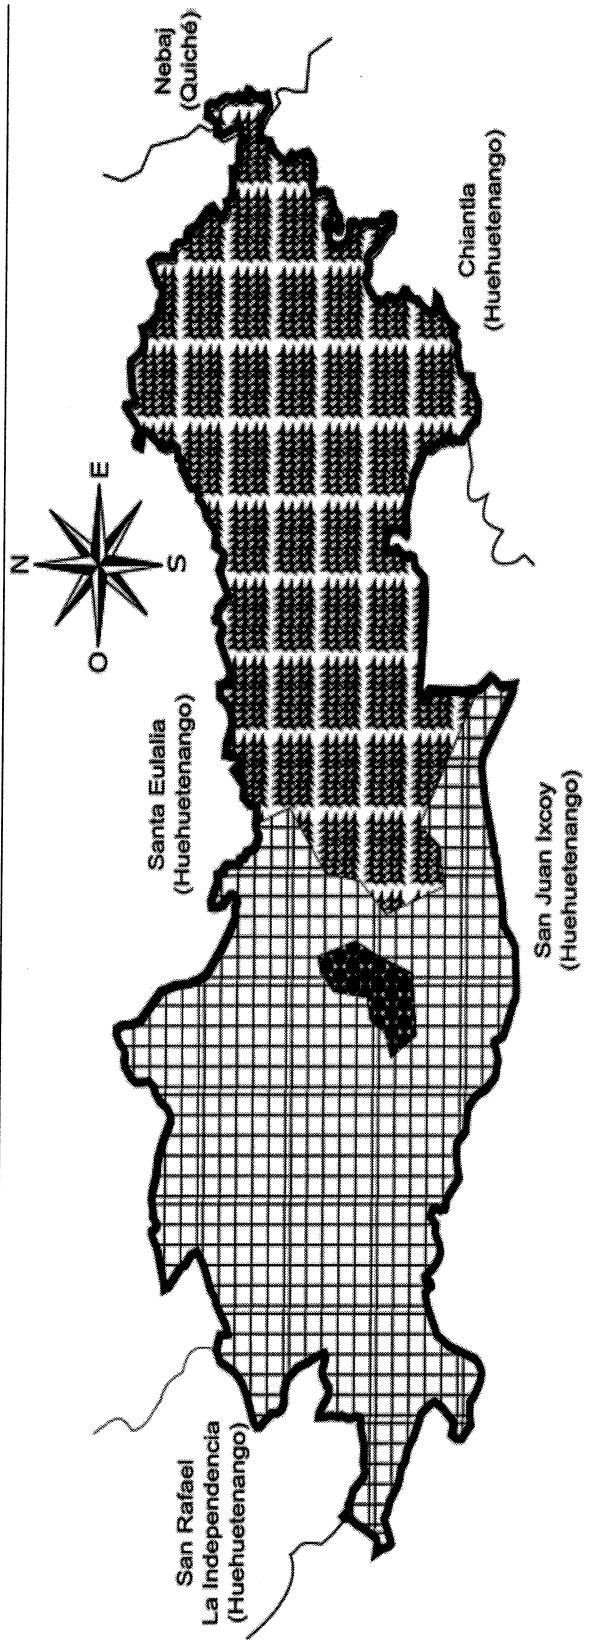 N
O
E
S
Nebaj
(Quiché)
Santa Eulalia
(Huehuetenango)
San Rafael
La Independencia
(Huehuetenango)
Chiantla
(Huehuetenango)
San Juan Ixcoy
(Huehuetenango)